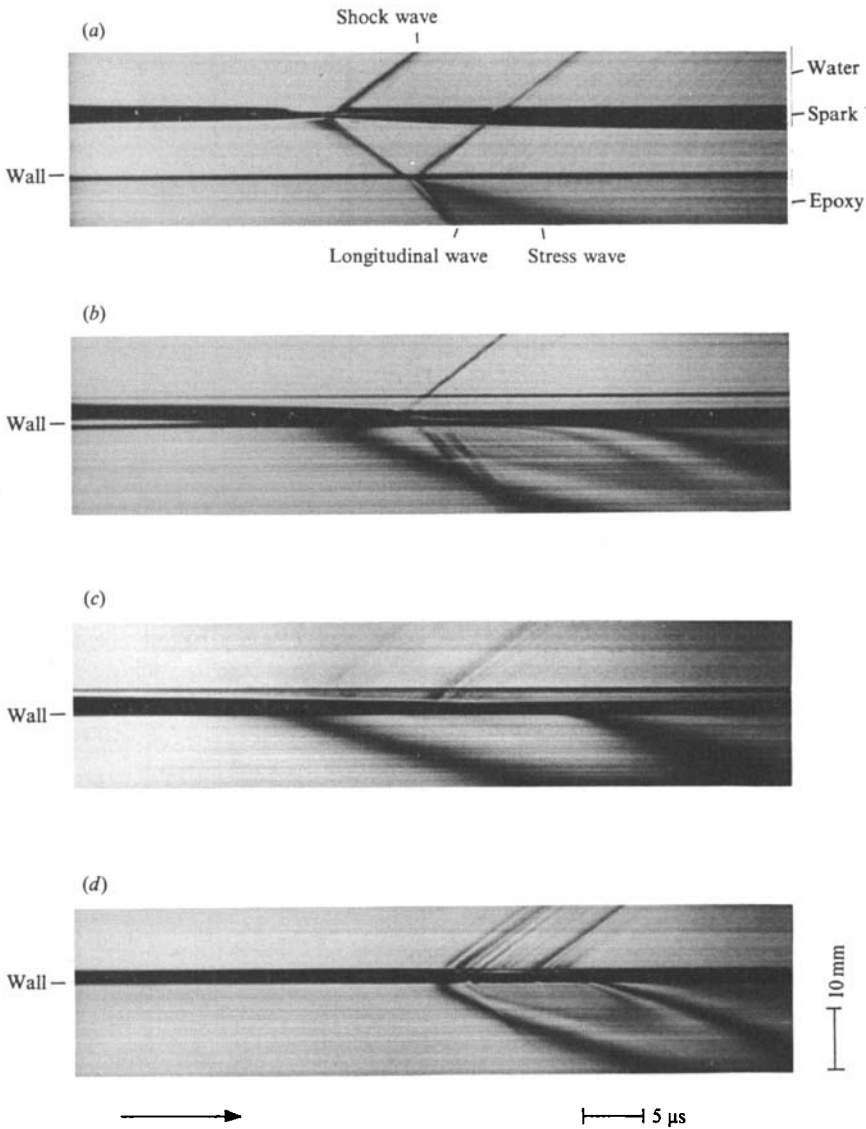 (a)
Shock wave
Water
Spark
Wall
Epoxy
Longitudinal wave
Stress wave
(b)
Wall
(c)
Wall
(d)
Wall
10 mm
5 μs